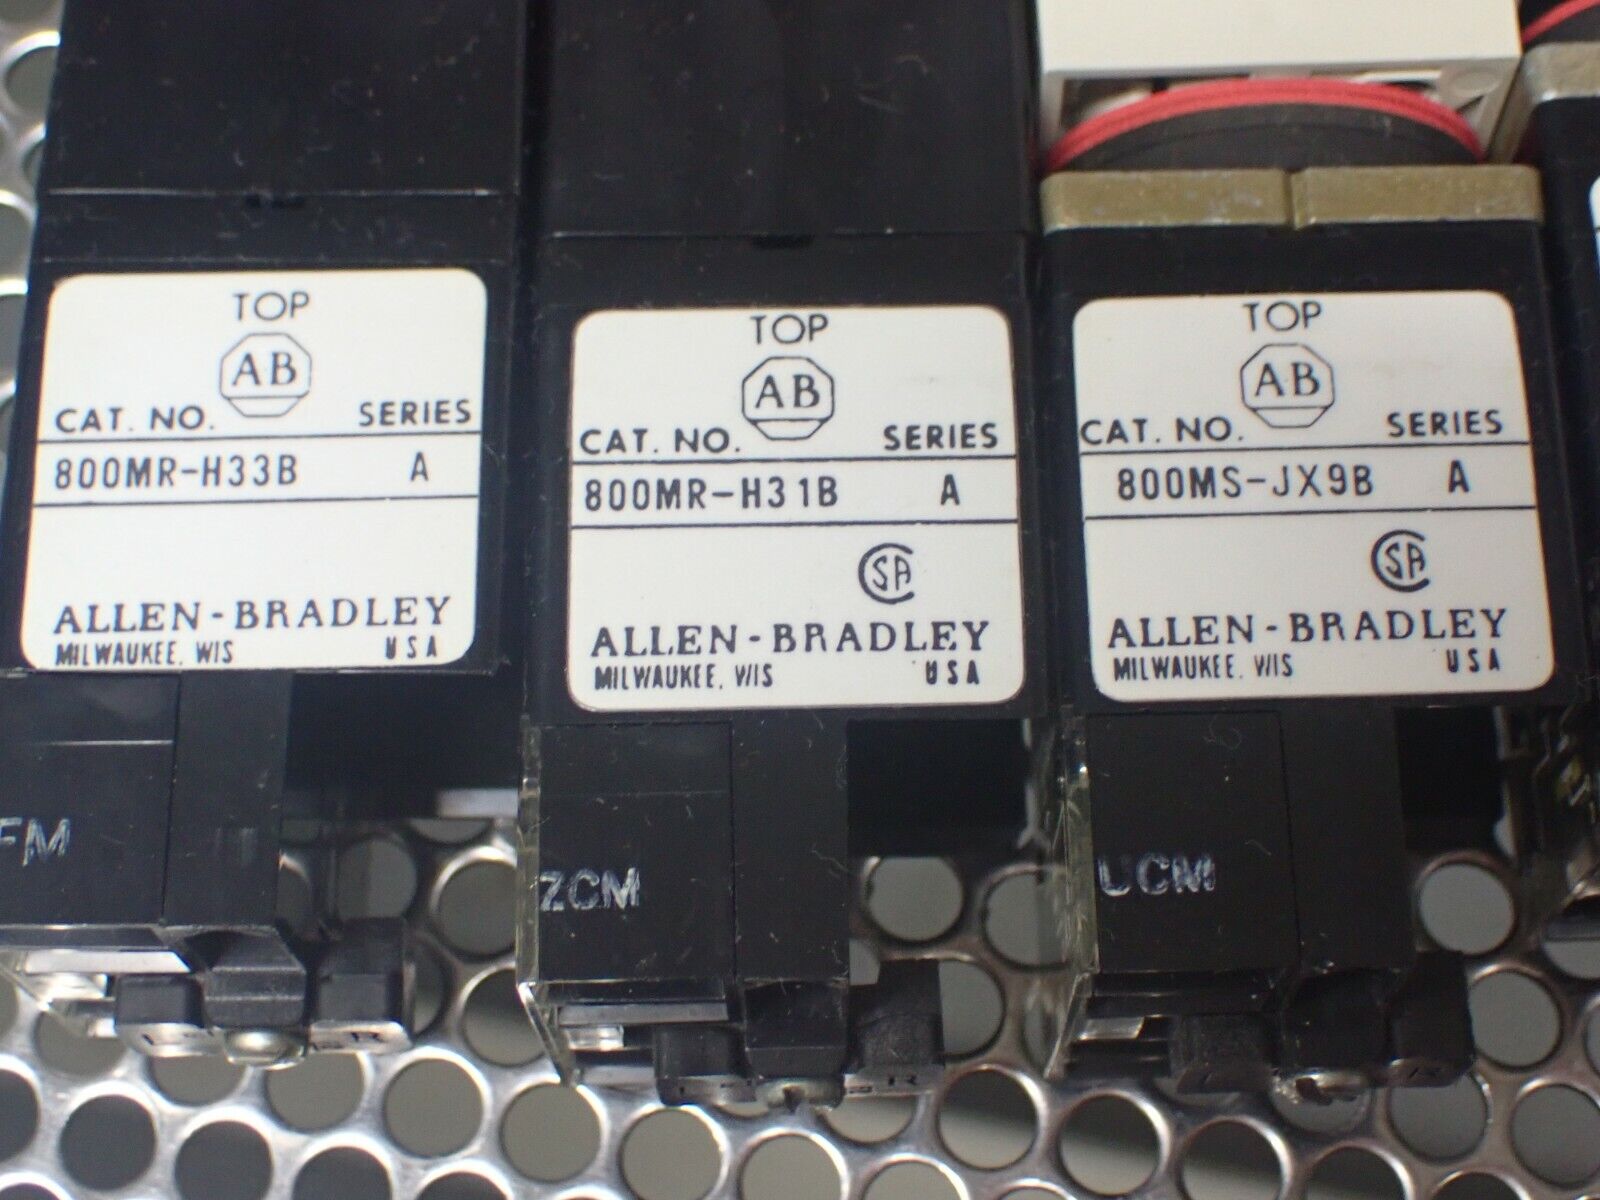 TOP
AB
CAT. NO. SERIES
800MR-H33B A
ALLEN-BRADLEY
MILWAUKEE, WIS USA
FM
L R
TOP
AB
CAT. NO. SERIES
800MR-H31B A
SA
ALLEN-BRADLEY
MILWAUKEE, WIS USA
ZCM
R
TOP
AB
CAT. NO. SERIES
800MS-JX9B A
SA
ALLEN-BRADLEY
MILWAUKEE, WIS USA
UCM
R